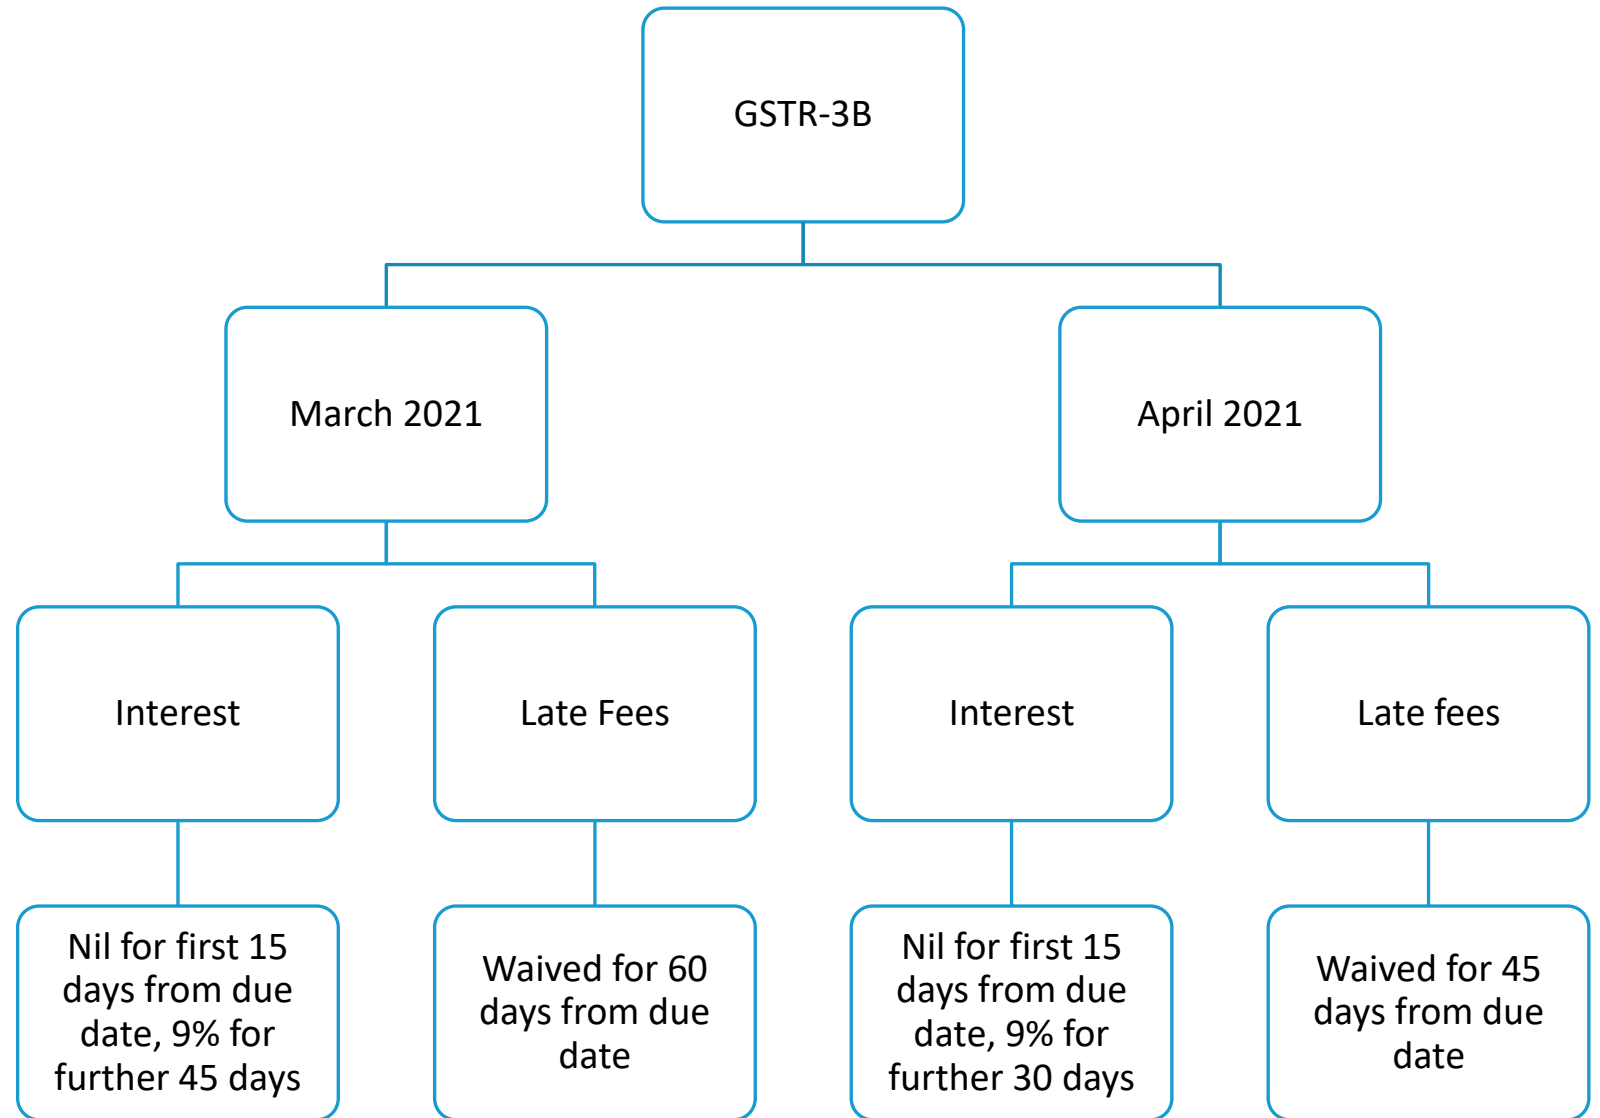 GSTR-3B
March 2021
April 2021
Interest
Late Fees
Interest
Late fees
Nil for first 15
days from due
date, 9% for
further 45 days
Waived for 60
days from due
date
Nil for first 15
days from due
date, 9% for
further 30 days
Waived for 45
days from due
date